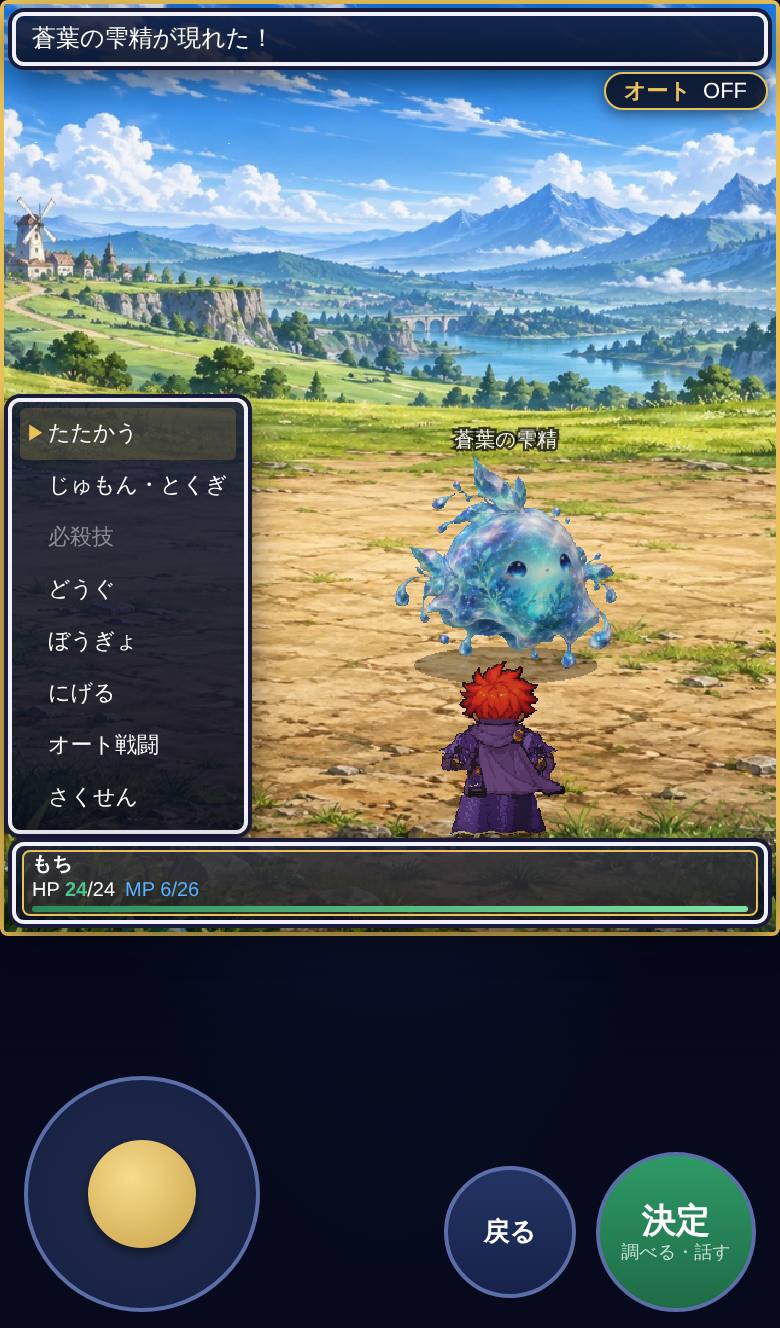 蒼葉の雫精が現れた！
オート OFF
たたかう
じゅもん・とくぎ
必殺技
どうぐ
ぼうぎょ
にげる
オート戦闘
さくせん
蒼葉の雫精
もち
HP 24/24 MP 6/26
戻る
決定
調べる・話す